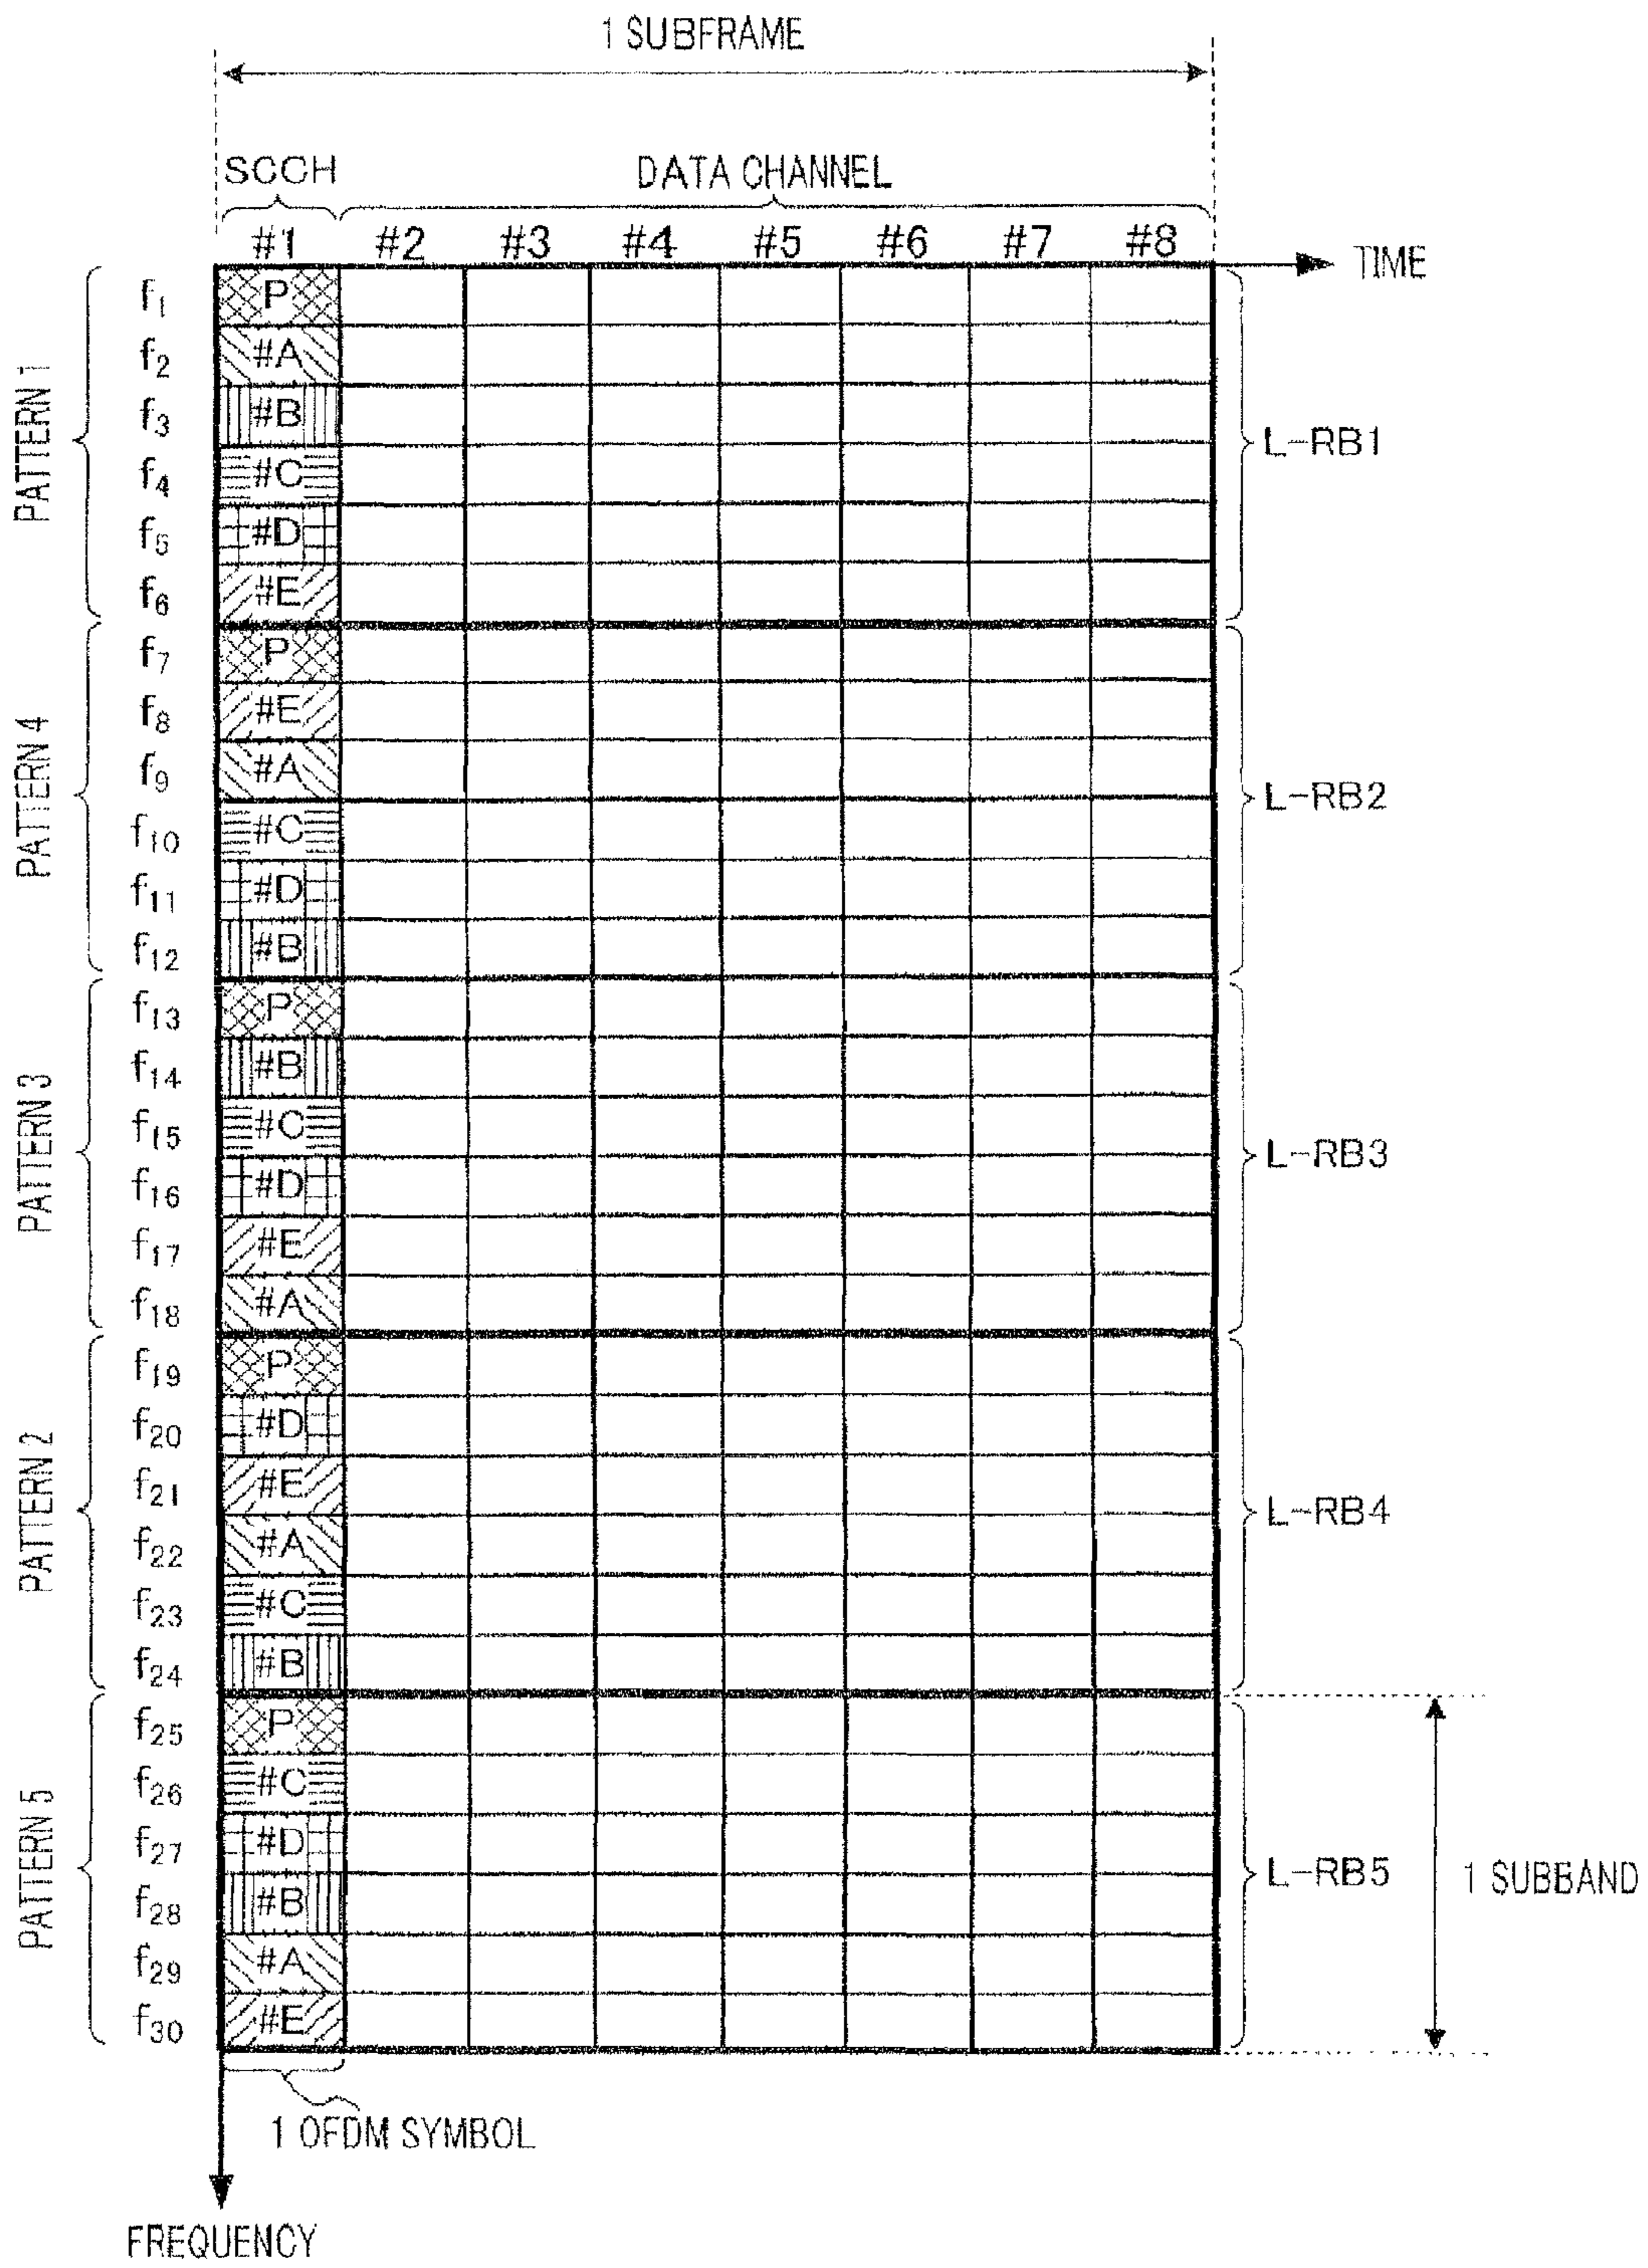 1 SUBFRAME
SCCH DATA CHANNEL
#1 #2 #3 #4 #5 #6 #7 #8 TIME
PATTERN 1
f1 P
f2 #A
f3 #B
f4 #C
f5 #D
f6 #E
L-RB1
PATTERN 4
f7 P
f8 #E
f9 #A
f10 #C
f11 #D
f12 #B
L-RB2
PATTERN 3
f13 P
f14 #B
f15 #C
f16 #D
f17 #E
f18 #A
L-RB3
PATTERN 2
f19 P
f20 #D
f21 #E
f22 #A
f23 #C
f24 #B
L-RB4
PATTERN 5
f25 P
f26 #C
f27 #D
f28 #B
f29 #A
f30 #E
L-RB5
1 SUBBAND
1 OFDM SYMBOL
FREQUENCY